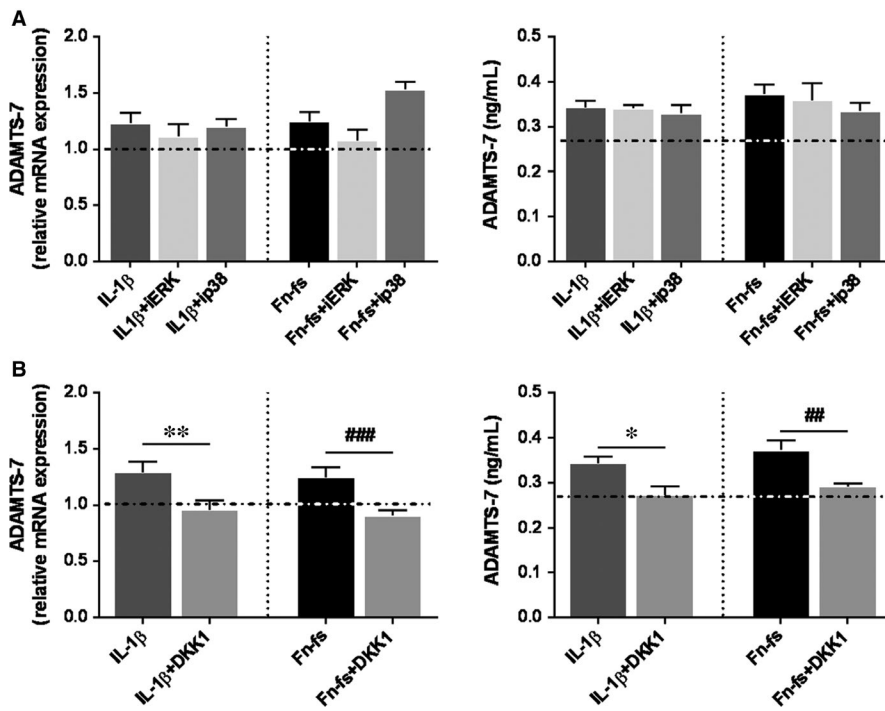 A
ADAMTS-7
(relative mRNA expression)
2.0
1.5
1.0
0.5
0.0
IL-1β
IL1β+iERK
IL1β+ip38
Fn-fs
Fn-fs+iERK
Fn-fs+ip38
ADAMTS-7 (ng/mL)
0.5
0.4
0.3
0.2
0.1
0.0
IL-1β
IL1β+iERK
IL1β+ip38
Fn-fs
Fn-fs+iERK
Fn-fs+ip38
B
ADAMTS-7
(relative mRNA expression)
2.0
1.5
1.0
0.5
0.0
**
###
IL-1β
IL-1β+DKK1
Fn-fs
Fn-fs+DKK1
ADAMTS-7 (ng/mL)
0.5
0.4
0.3
0.2
0.1
0.0
*
##
IL-1β
IL-1β+DKK1
Fn-fs
Fn-fs+DKK1